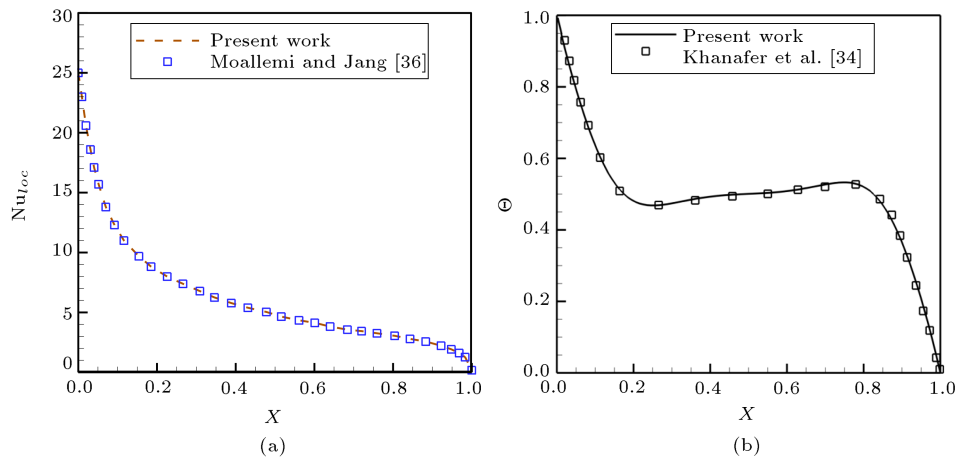 30
25
20
15
10
5
0
Nu_loc
Present work
Moallemi and Jang [36]
0.0 0.2 0.4 0.6 0.8 1.0
X
(a)
1.0
0.8
0.6
0.4
0.2
0.0
Θ
Present work
Khanafer et al. [34]
0.0 0.2 0.4 0.6 0.8 1.0
X
(b)